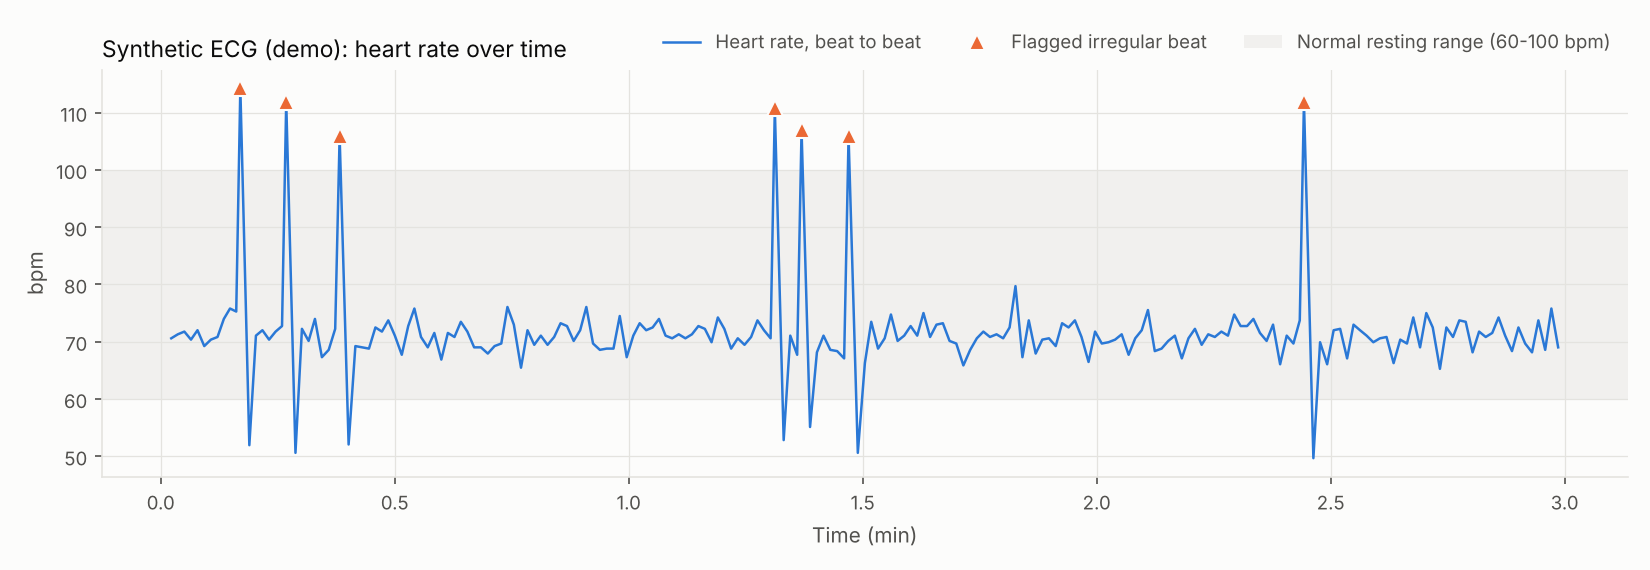 Synthetic ECG (demo): heart rate over time
Heart rate, beat to beat
Flagged irregular beat
Normal resting range (60-100 bpm)
110
100
90
80
70
60
50
bpm
0.0
0.5
1.0
1.5
2.0
2.5
3.0
Time (min)